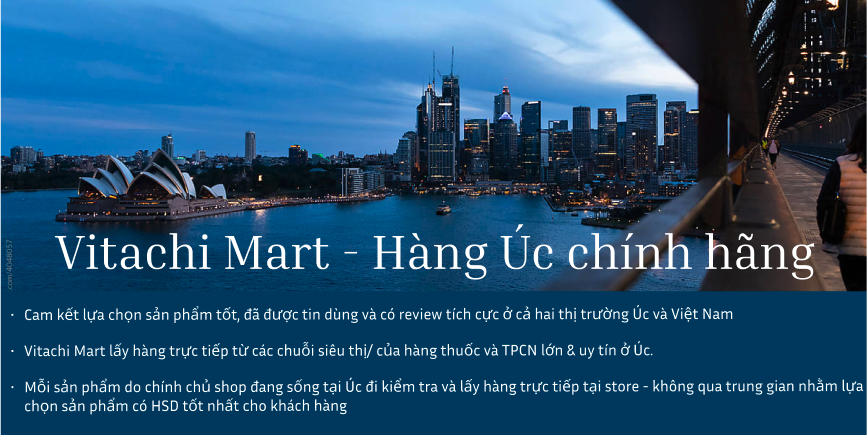 .com/4048057
Vitachi Mart - Hàng Úc chính hãng
· Cam kết lựa chọn sản phẩm tốt, đã được tin dùng và có review tích cực ở cả hai thị trường Úc và Việt Nam
· Vitachi Mart lấy hàng trực tiếp từ các chuỗi siêu thị/ của hàng thuốc và TPCN lớn & uy tín ở Úc.
· Mỗi sản phẩm do chính chủ shop đang sống tại Úc đi kiểm tra và lấy hàng trực tiếp tại store - không qua trung gian nhằm lựa
chọn sản phẩm có HSD tốt nhất cho khách hàng